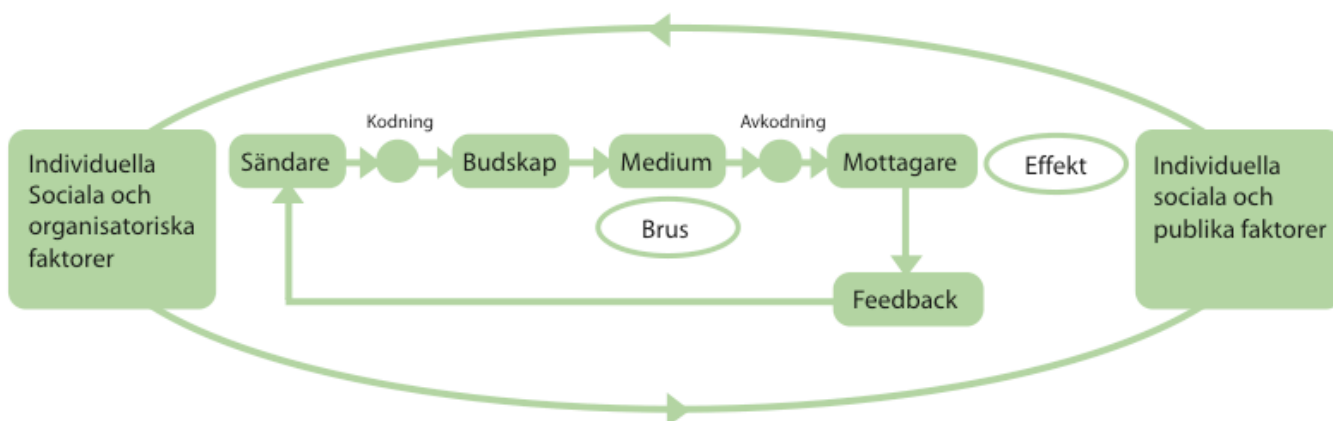 Individuella
Sociala och
organisatoriska
faktorer
Sändare
Kodning
Budskap
Medium
Avkodning
Mottagare
Effekt
Brus
Feedback
Individuella
sociala och
publika faktorer